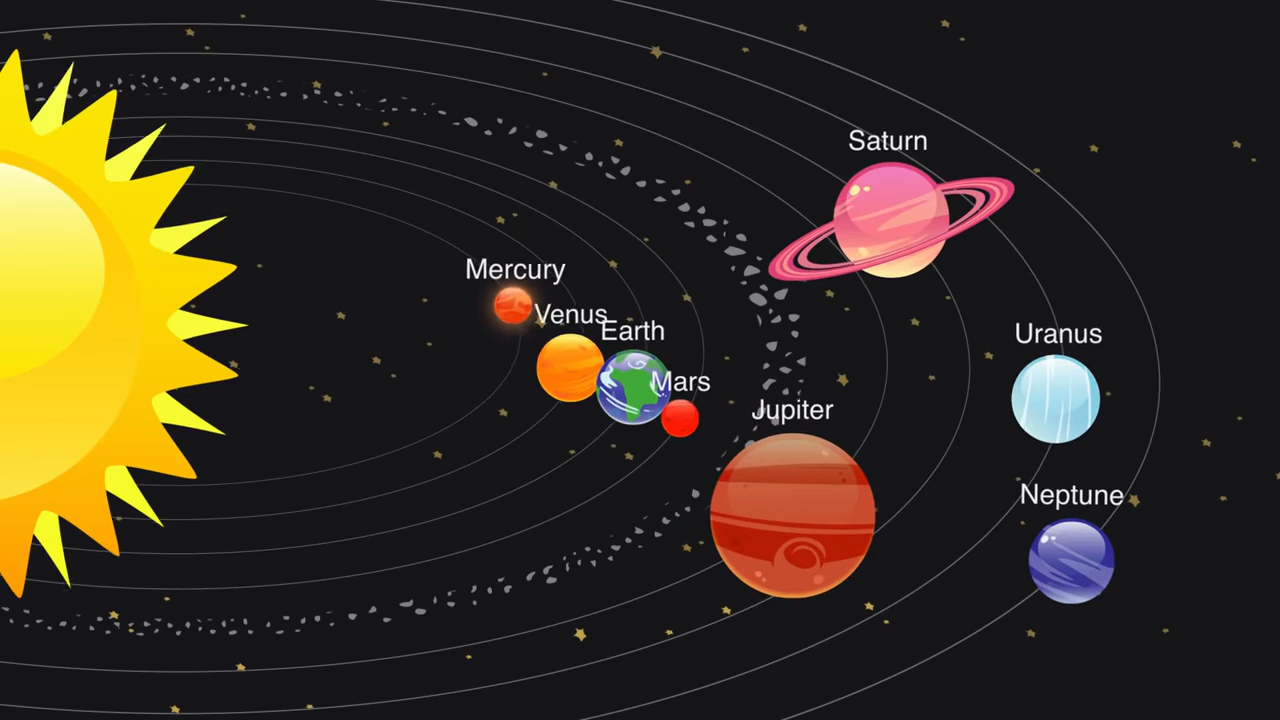 Saturn
Mercury
Venus
Earth
Uranus
Mars
Jupiter
Neptune